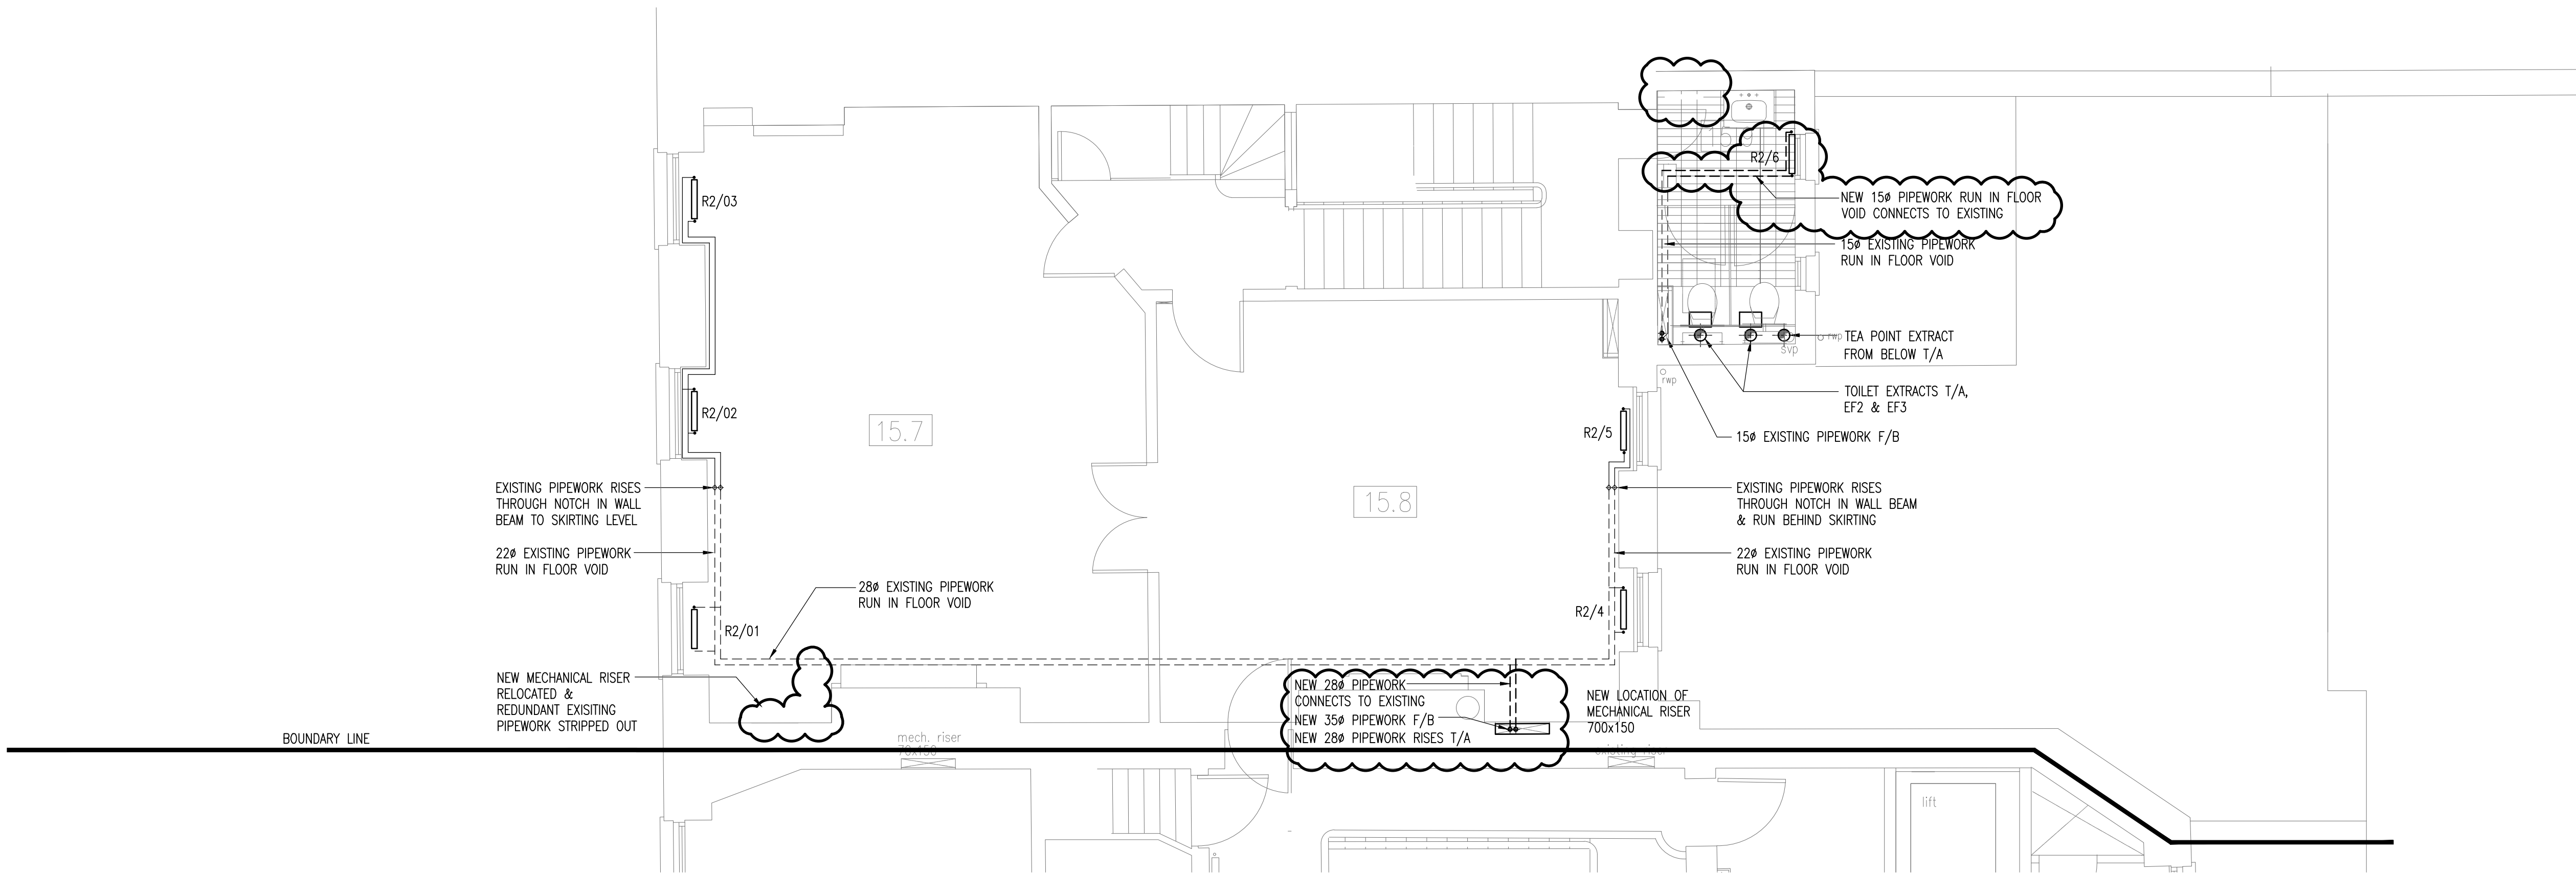 R2/03
R2/02
EXISTING PIPEWORK RISES
THROUGH NOTCH IN WALL
BEAM TO SKIRTING LEVEL
22ø EXISTING PIPEWORK
RUN IN FLOOR VOID
28ø EXISTING PIPEWORK
RUN IN FLOOR VOID
R2/01
NEW MECHANICAL RISER
RELOCATED &
REDUNDANT EXISITING
PIPEWORK STRIPPED OUT
BOUNDARY LINE
mech. riser
70x150
15.7
15.8
R2/5
R2/4
NEW 28ø PIPEWORK
CONNECTS TO EXISTING
NEW 35ø PIPEWORK F/B
NEW 28ø PIPEWORK RISES T/A
NEW LOCATION OF
MECHANICAL RISER
700x150
existing riser
R2/6
NEW 15ø PIPEWORK RUN IN FLOOR
VOID CONNECTS TO EXISTING
15ø EXISTING PIPEWORK
RUN IN FLOOR VOID
rwp
TEA POINT EXTRACT
FROM BELOW T/A
svp
rwp
TOILET EXTRACTS T/A,
EF2 & EF3
15ø EXISTING PIPEWORK F/B
EXISTING PIPEWORK RISES
THROUGH NOTCH IN WALL BEAM
& RUN BEHIND SKIRTING
22ø EXISTING PIPEWORK
RUN IN FLOOR VOID
lift